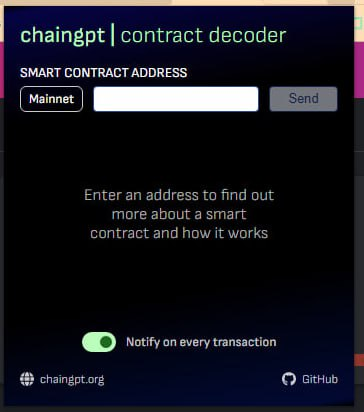 chaingpt | contract decoder
SMART CONTRACT ADDRESS
Mainnet Send
Enter an address to find out
more about a smart
contract and how it works
Notify on every transaction
chaingpt.org GitHub